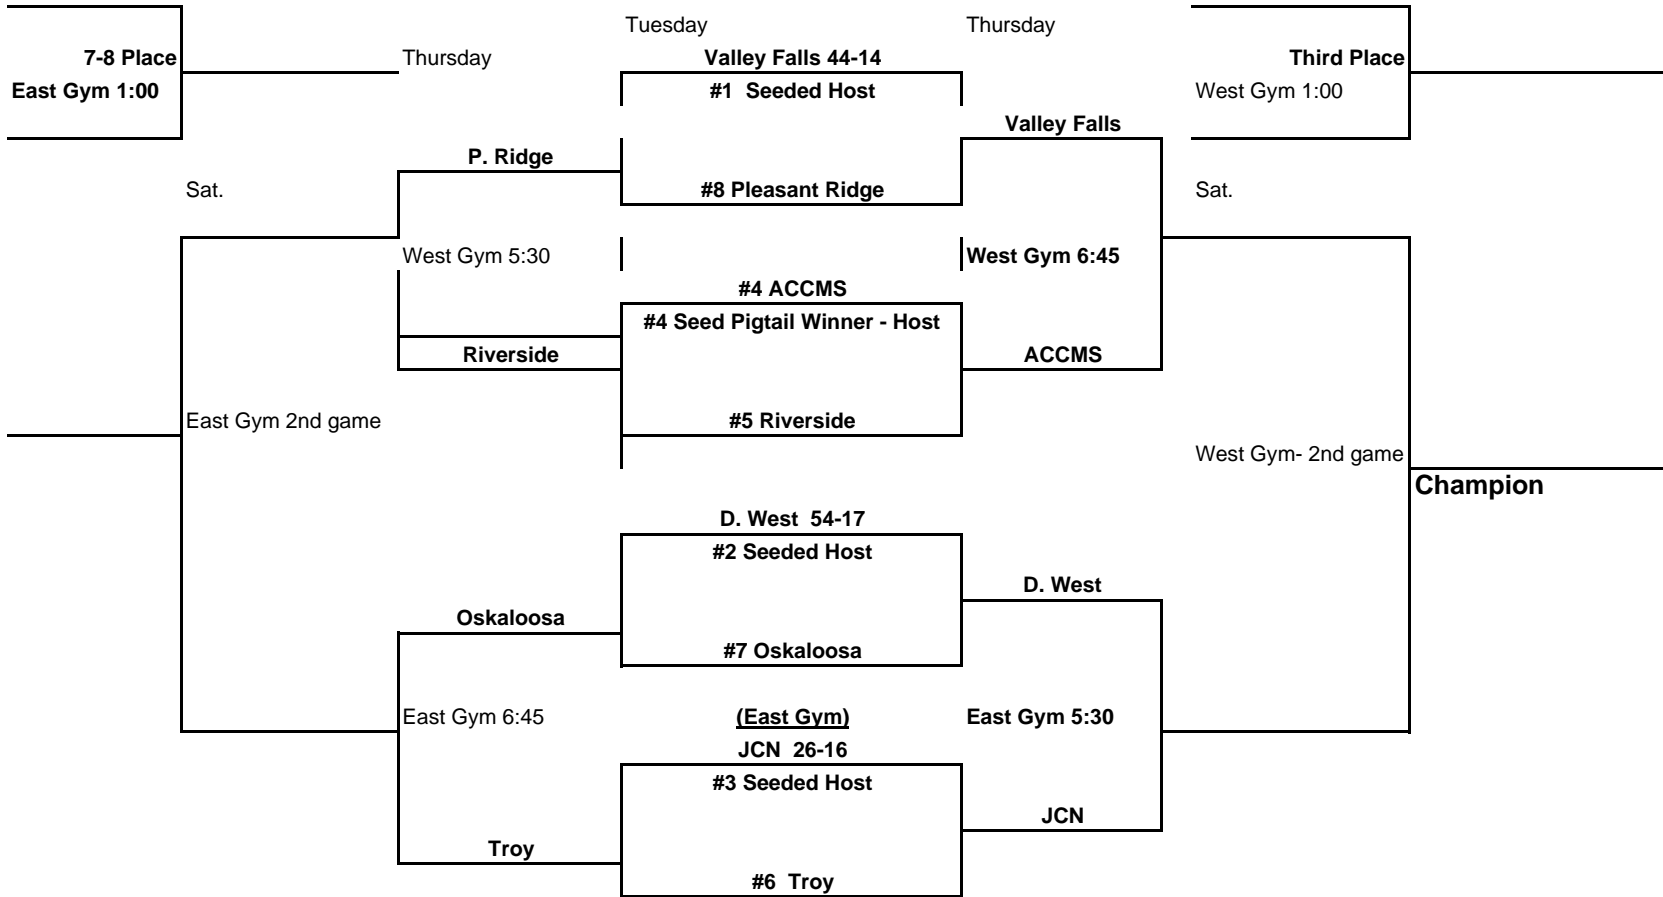 Tuesday Thursday
7-8 Place Thursday Valley Falls 44-14 Third Place
East Gym 1:00 #1 Seeded Host West Gym 1:00
Valley Falls
P. Ridge
Sat. #8 Pleasant Ridge Sat.
West Gym 5:30 West Gym 6:45
#4 ACCMS
#4 Seed Pigtail Winner - Host
Riverside ACCMS
East Gym 2nd game #5 Riverside
West Gym- 2nd game
Champion
D. West 54-17
#2 Seeded Host
D. West
Oskaloosa
#7 Oskaloosa
East Gym 6:45 (East Gym) East Gym 5:30
JCN 26-16
#3 Seeded Host
JCN
Troy
#6 Troy